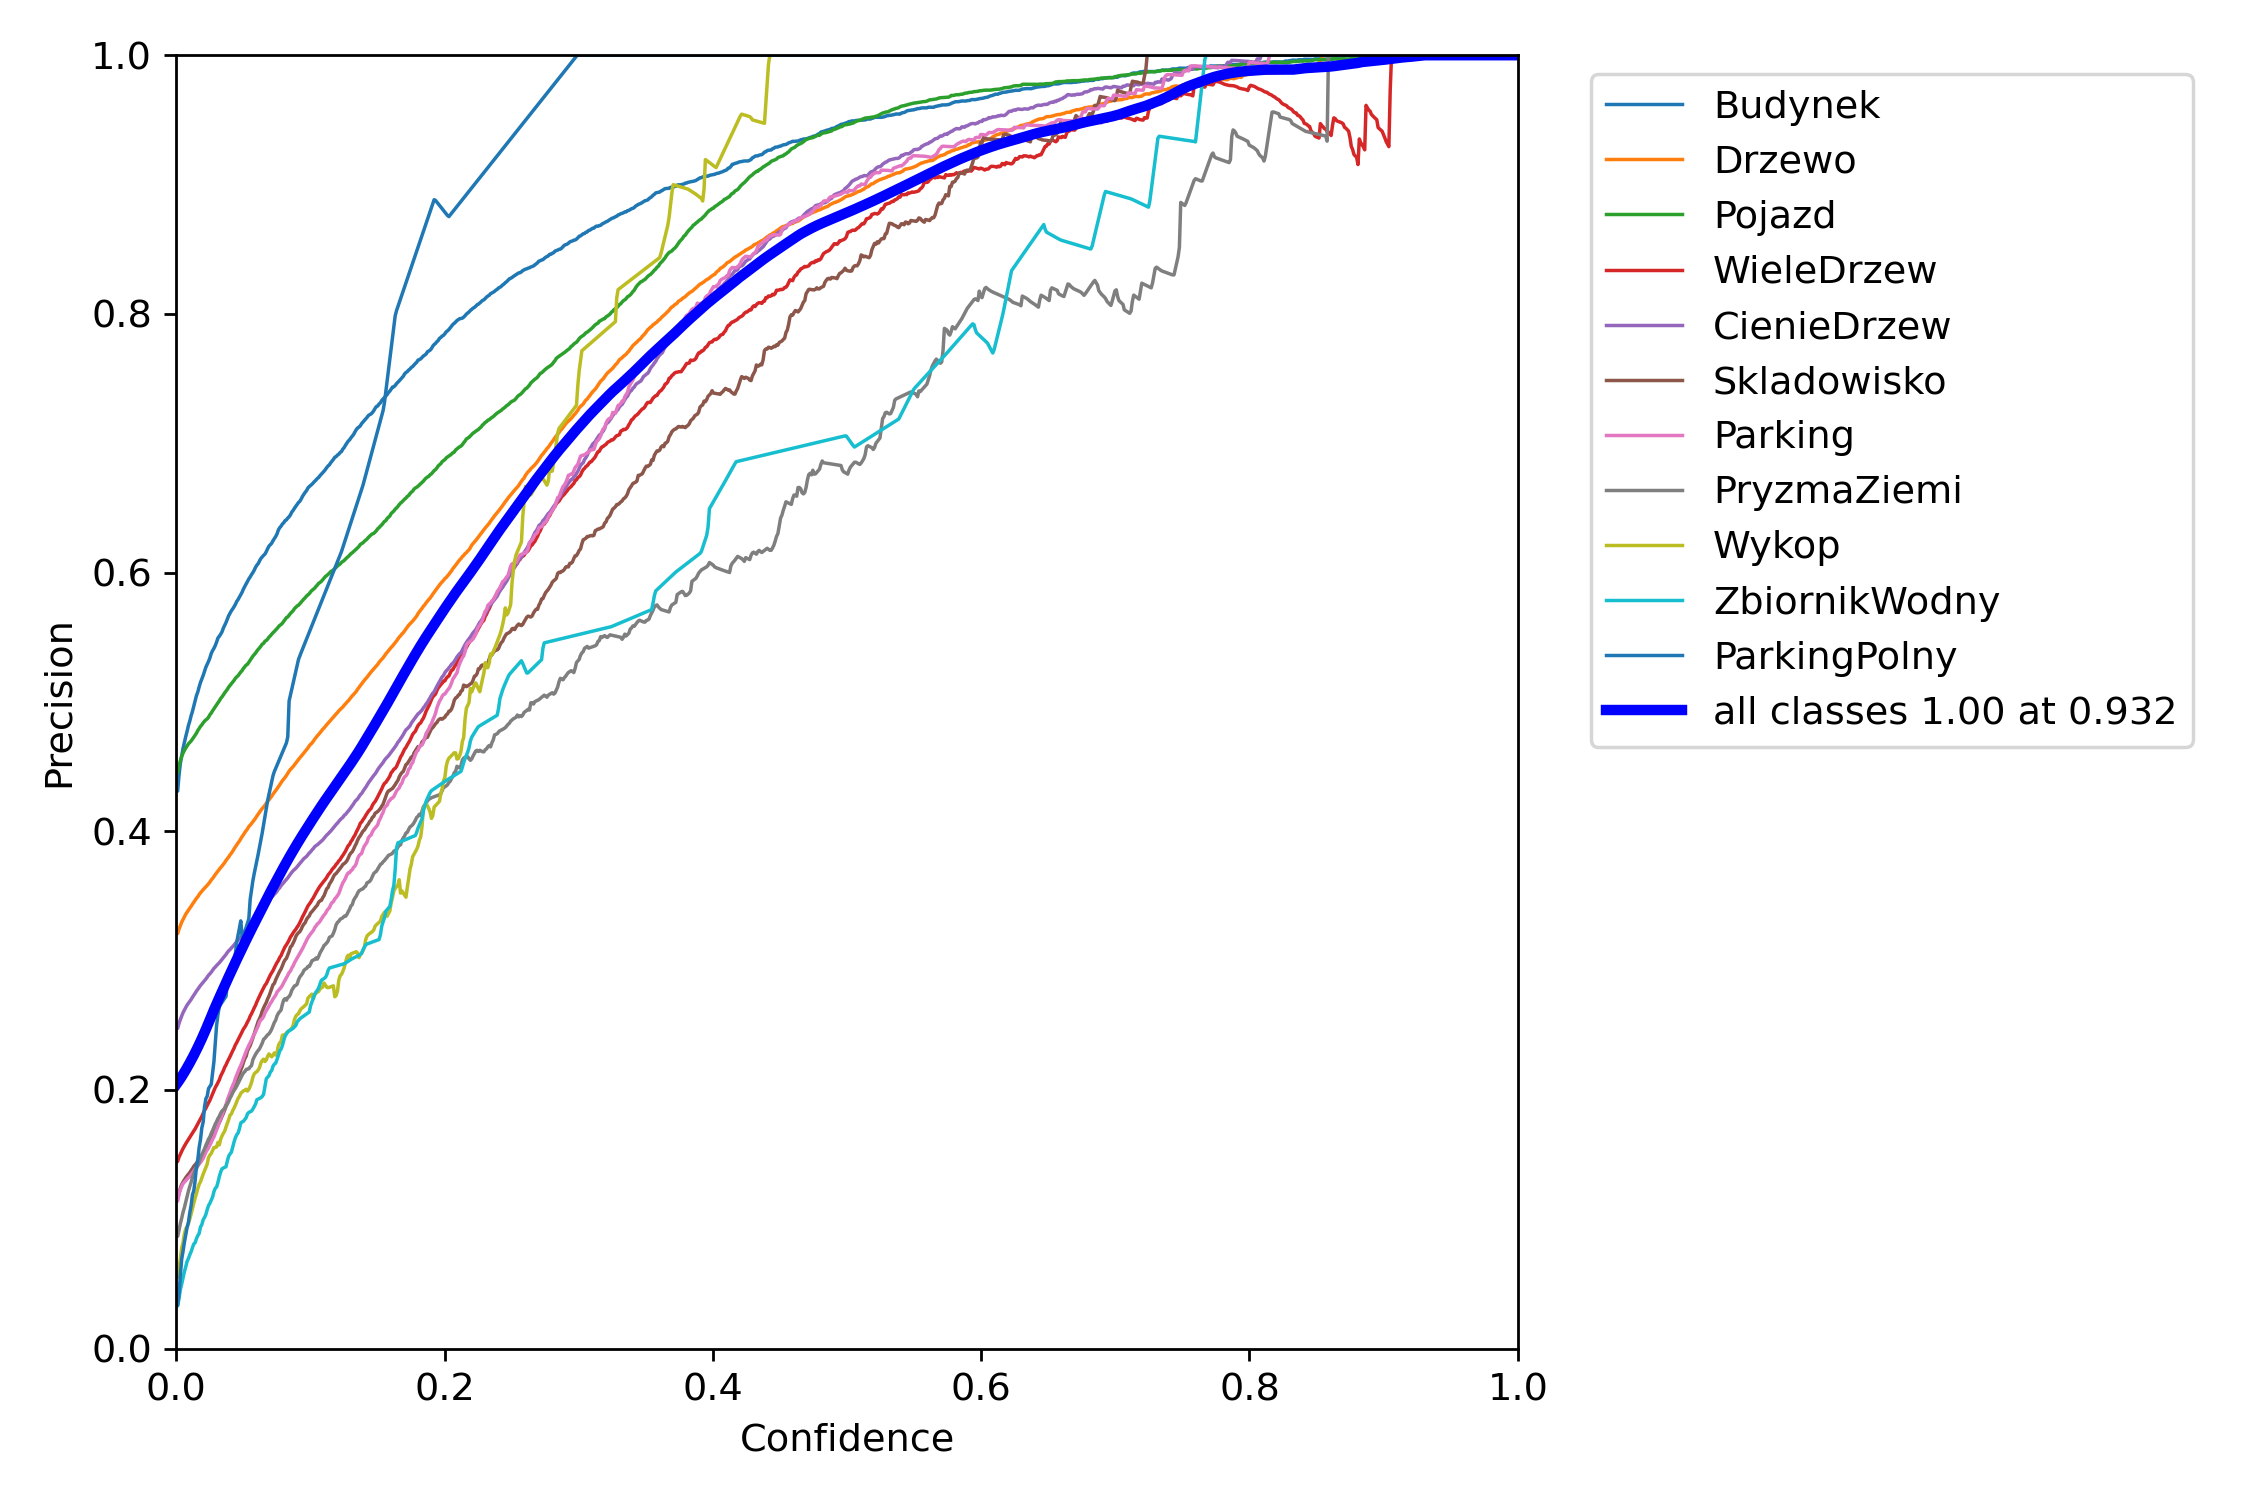 1.0
0.8
0.6
0.4
0.2
0.0
Precision
0.0 0.2 0.4 0.6 0.8 1.0
Confidence
Budynek
Drzewo
Pojazd
WieleDrzew
CienieDrzew
Skladowisko
Parking
PryzmaZiemi
Wykop
ZbiornikWodny
ParkingPolny
all classes 1.00 at 0.932